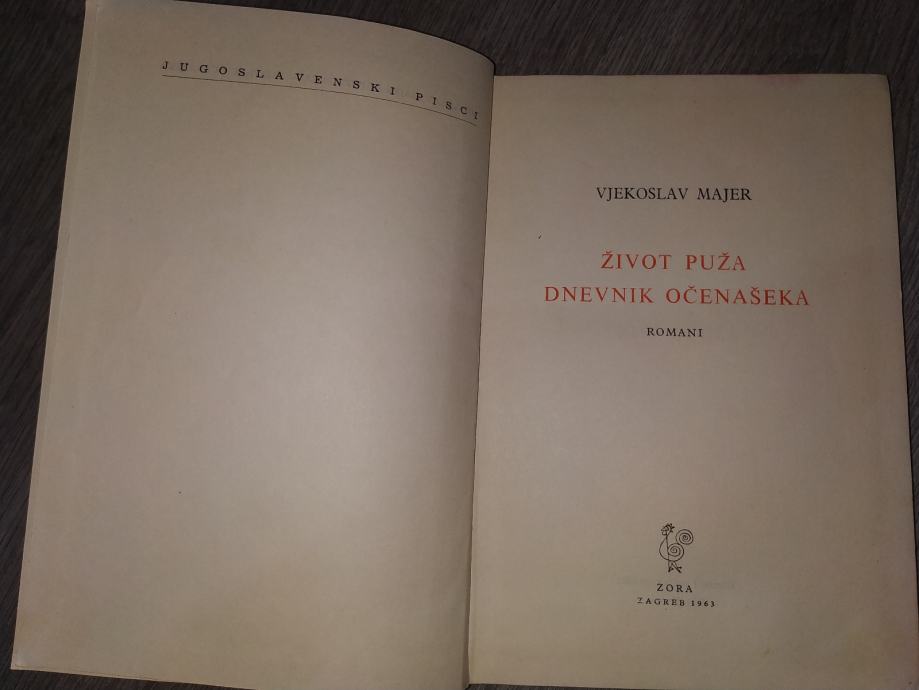 JUGOSLAVENSKI PISCI
VJEKOSLAV MAJER
ŽIVOT PUŽA
DNEVNIK OČENAŠEKA
ROMANI
ZORA
ZAGREB 1963